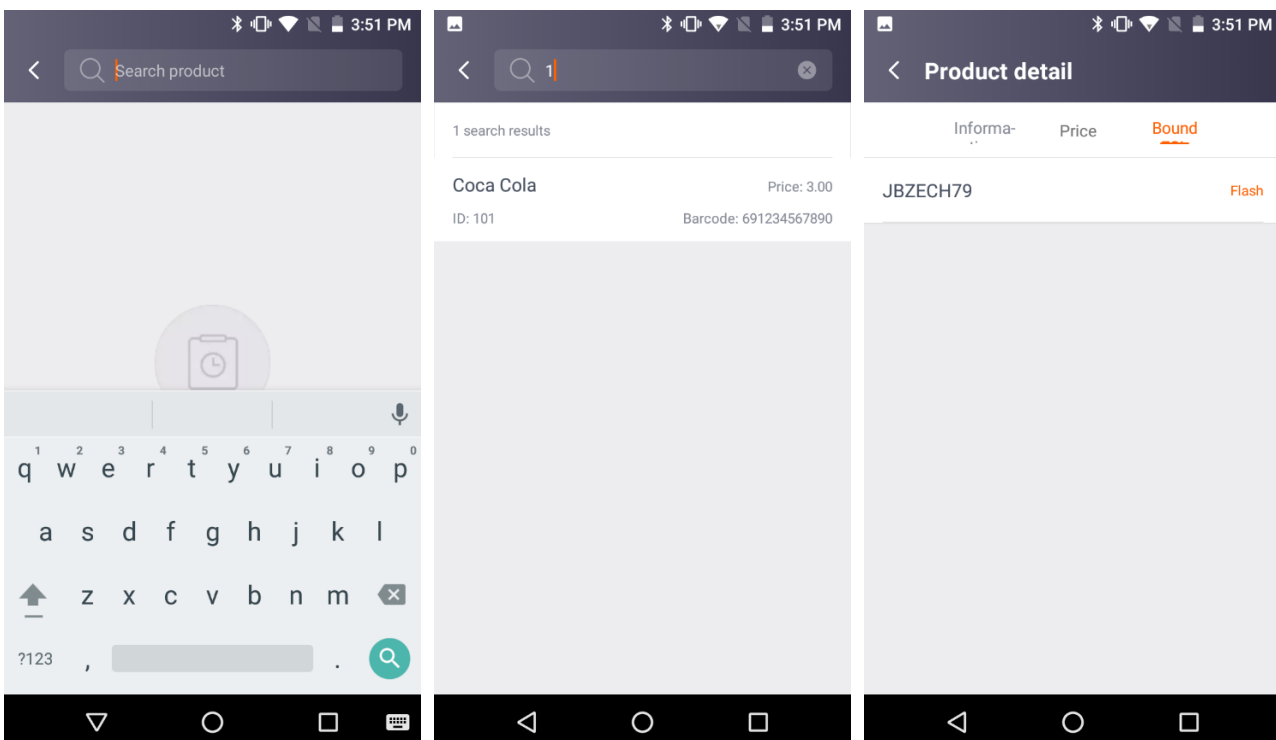 3:51 PM
Search product
1 2 3 4 5 6 7 8 9 0
q w e r t y u i o p
a s d f g h j k l
z x c v b n m
?123 , .
3:51 PM
1
1 search results
Coca Cola
Price: 3.00
ID: 101
Barcode: 691234567890
3:51 PM
Product detail
Informa-
Price
Bound
JBZECH79
Flash